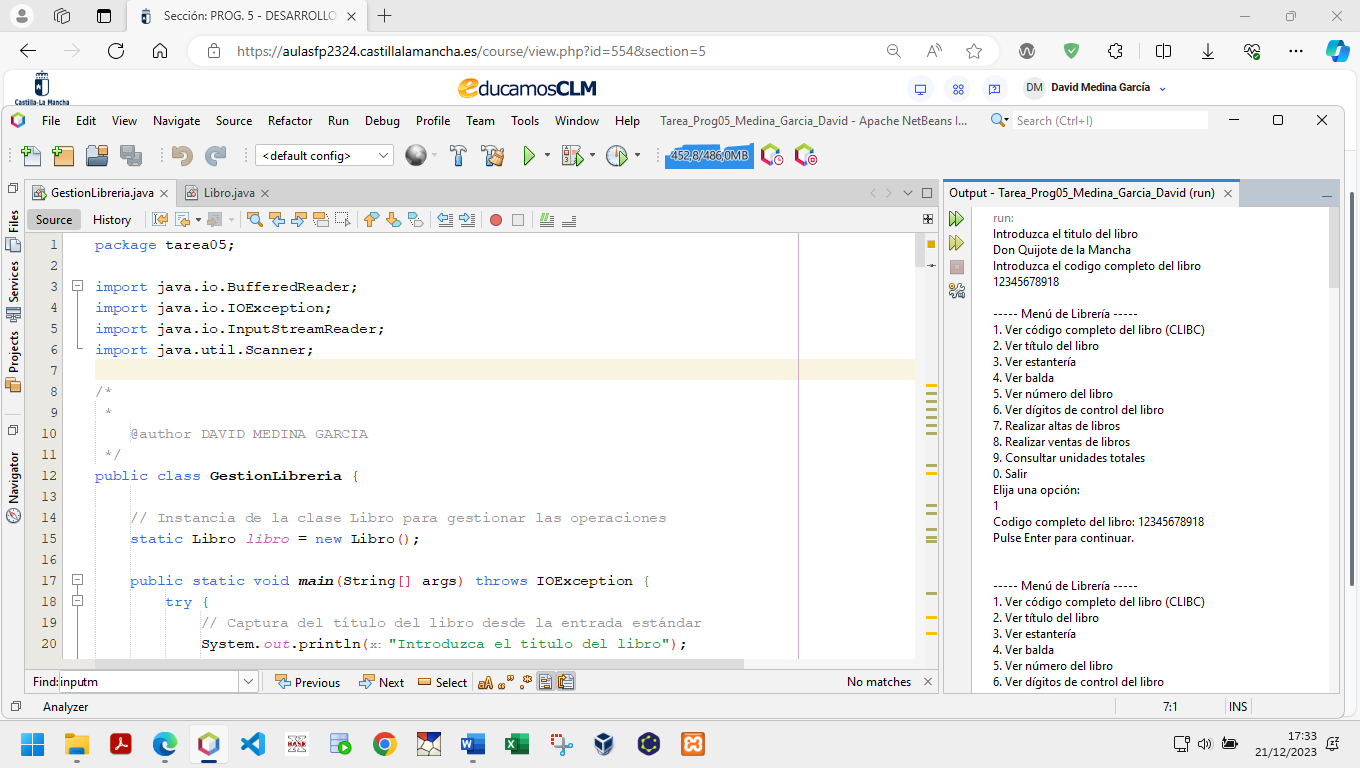 Sección: PROG. 5 - DESARROLLO
https://aulasfp2324.castillalamancha.es/course/view.php?id=554&section=5
Castilla-La Mancha
educamosCLM
DM David Medina García
File Edit View Navigate Source Refactor Run Debug Profile Team Tools Window Help Tarea_Prog05_Medina_Garcia_David - Apache NetBeans I... Search (Ctrl+I)
<default config> 452,8/486,0MB
GestionLibreria.java Libro.java
Source History
Files
Services
Projects
Navigator
1 package tarea05;
2
3 import java.io.BufferedReader;
4 import java.io.IOException;
5 import java.io.InputStreamReader;
6 import java.util.Scanner;
7
8 /*
9 *
10 @author DAVID MEDINA GARCIA
11 */
12 public class GestionLibreria {
13
14 // Instancia de la clase Libro para gestionar las operaciones
15 static Libro libro = new Libro();
16
17 public static void main(String[] args) throws IOException {
18 try {
19 // Captura del título del libro desde la entrada estándar
20 System.out.println(x: "Introduzca el titulo del libro");
Find: inputm Previous Next Select aA No matches
Output - Tarea_Prog05_Medina_Garcia_David (run)
run:
Introduzca el titulo del libro
Don Quijote de la Mancha
Introduzca el codigo completo del libro
12345678918
----- Menú de Librería -----
1. Ver código completo del libro (CLIBC)
2. Ver título del libro
3. Ver estantería
4. Ver balda
5. Ver número del libro
6. Ver dígitos de control del libro
7. Realizar altas de libros
8. Realizar ventas de libros
9. Consultar unidades totales
0. Salir
Elija una opción:
1
Codigo completo del libro: 12345678918
Pulse Enter para continuar.
----- Menú de Librería -----
1. Ver código completo del libro (CLIBC)
2. Ver título del libro
3. Ver estantería
4. Ver balda
5. Ver número del libro
6. Ver dígitos de control del libro
Analyzer 7:1 INS
17:33
21/12/2023